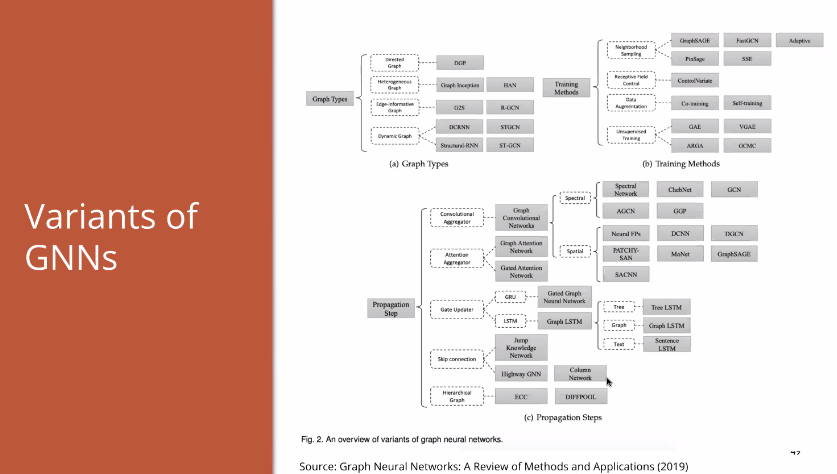 Variants of
GNNs
Graph Types
Directed
Graph
DGP
Heterogeneous
Graph
Graph Inception
HAN
Edge-informative
Graph
G2S
R-GCN
Dynamic Graph
DCRNN
STGCN
Structural-RNN
ST-GCN
(a) Graph Types
Training
Methods
Neighborhood
Sampling
GraphSAGE
FastGCN
Adaptive
PinSage
SSE
Receptive Field
Control
ControlVariate
Data
Augmentation
Co-training
Self-training
Unsupervised
Training
GAE
VGAE
ARGA
GCMC
(b) Training Methods
Propagation
Step
Convolutional
Aggregator
Graph
Convolutional
Networks
Spectral
Spectral
Network
ChebNet
GCN
AGCN
GGP
Spatial
Neural FPs
DCNN
DGCN
PATCHY-
SAN
MoNet
GraphSAGE
SACNN
Attention
Aggregator
Graph Attention
Network
Gated Attention
Network
Gate Updater
GRU
Gated Graph
Neural Network
LSTM
Graph LSTM
Tree
Tree LSTM
Graph
Graph LSTM
Text
Sentence
LSTM
Skip connection
Jump
Knowledge
Network
Highway GNN
Column
Network
Hierarchical
Graph
ECC
DIFFPOOL
(c) Propagation Steps
Fig. 2. An overview of variants of graph neural networks.
Source: Graph Neural Networks: A Review of Methods and Applications (2019)